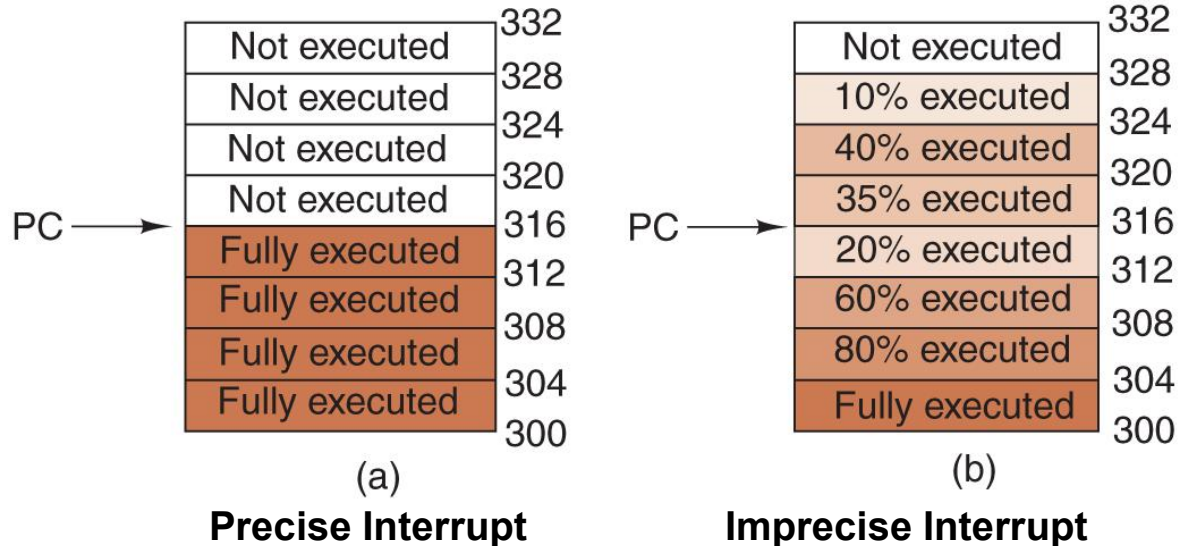 332
Not executed
328
Not executed
324
Not executed
320
Not executed
PC
316
Fully executed
312
Fully executed
308
Fully executed
304
Fully executed
300
(a)
Precise Interrupt
332
Not executed
328
10% executed
324
40% executed
320
35% executed
PC
316
20% executed
312
60% executed
308
80% executed
304
Fully executed
300
(b)
Imprecise Interrupt